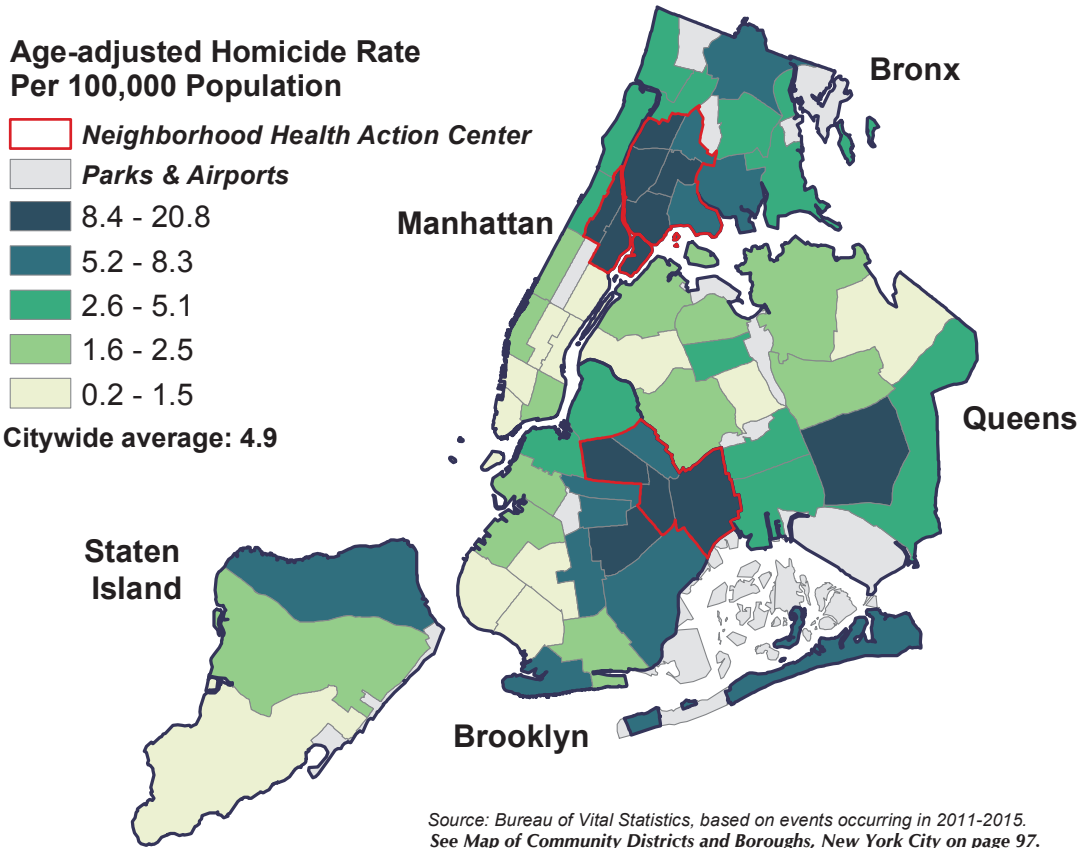 Age-adjusted Homicide Rate
Per 100,000 Population
Neighborhood Health Action Center
Parks & Airports
8.4 - 20.8
5.2 - 8.3
2.6 - 5.1
1.6 - 2.5
0.2 - 1.5
Citywide average: 4.9
Bronx
Manhattan
Queens
Staten
Island
Brooklyn
Source: Bureau of Vital Statistics, based on events occurring in 2011-2015.
See Map of Community Districts and Boroughs, New York City on page 97.